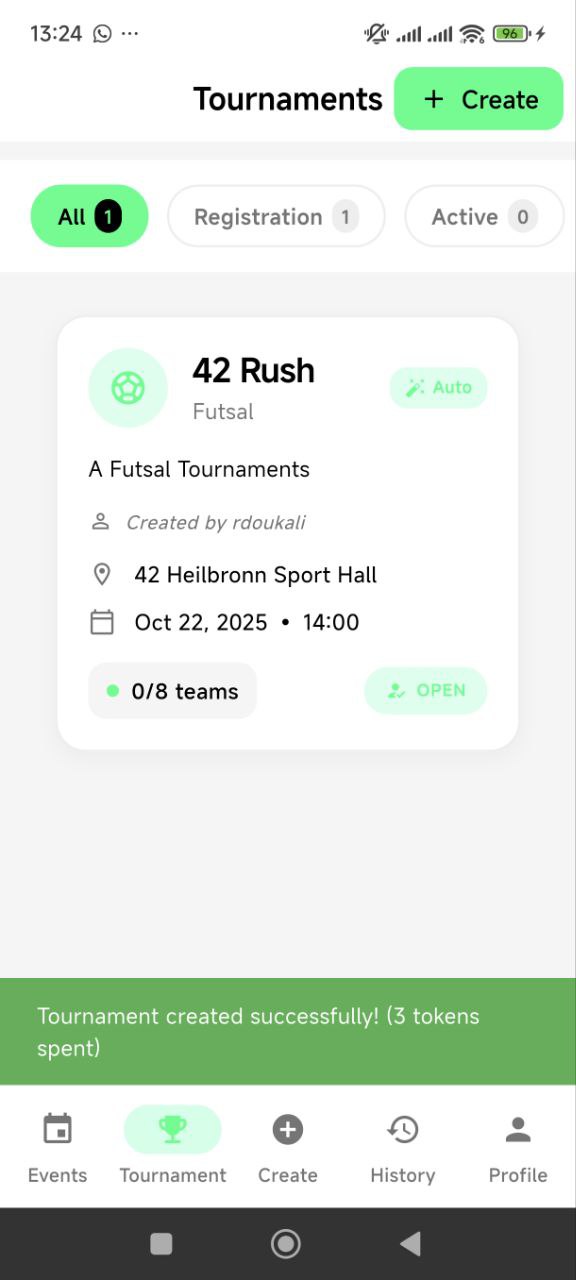 13:24 ...
96
Tournaments
+ Create
All 1
Registration 1
Active 0
42 Rush
Futsal
Auto
A Futsal Tournaments
Created by rdoukali
42 Heilbronn Sport Hall
Oct 22, 2025 • 14:00
0/8 teams
OPEN
Tournament created successfully! (3 tokens
spent)
Events
Tournament
Create
History
Profile